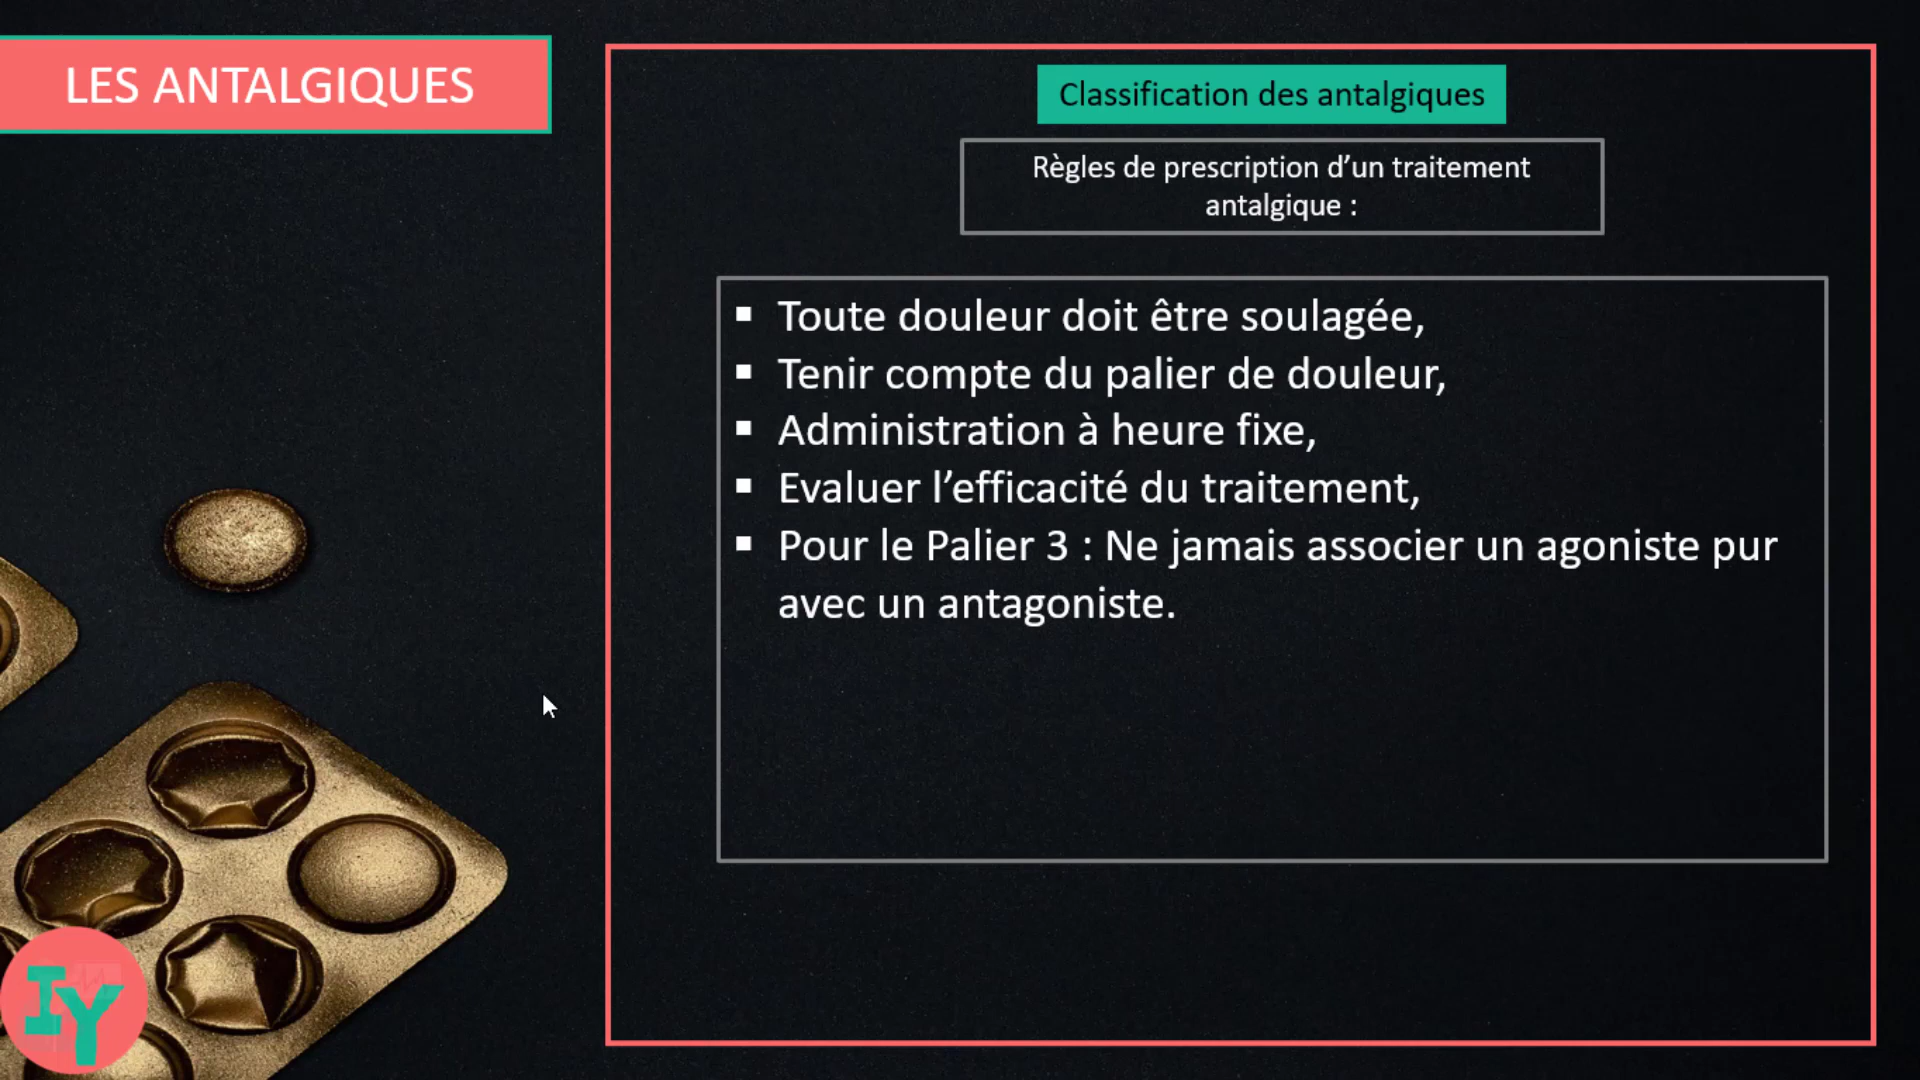 LES ANTALGIQUES
Classification des antalgiques
Règles de prescription d’un traitement
antalgique :
▪ Toute douleur doit être soulagée,
▪ Tenir compte du palier de douleur,
▪ Administration à heure fixe,
▪ Evaluer l’efficacité du traitement,
▪ Pour le Palier 3 : Ne jamais associer un agoniste pur
avec un antagoniste.
IY